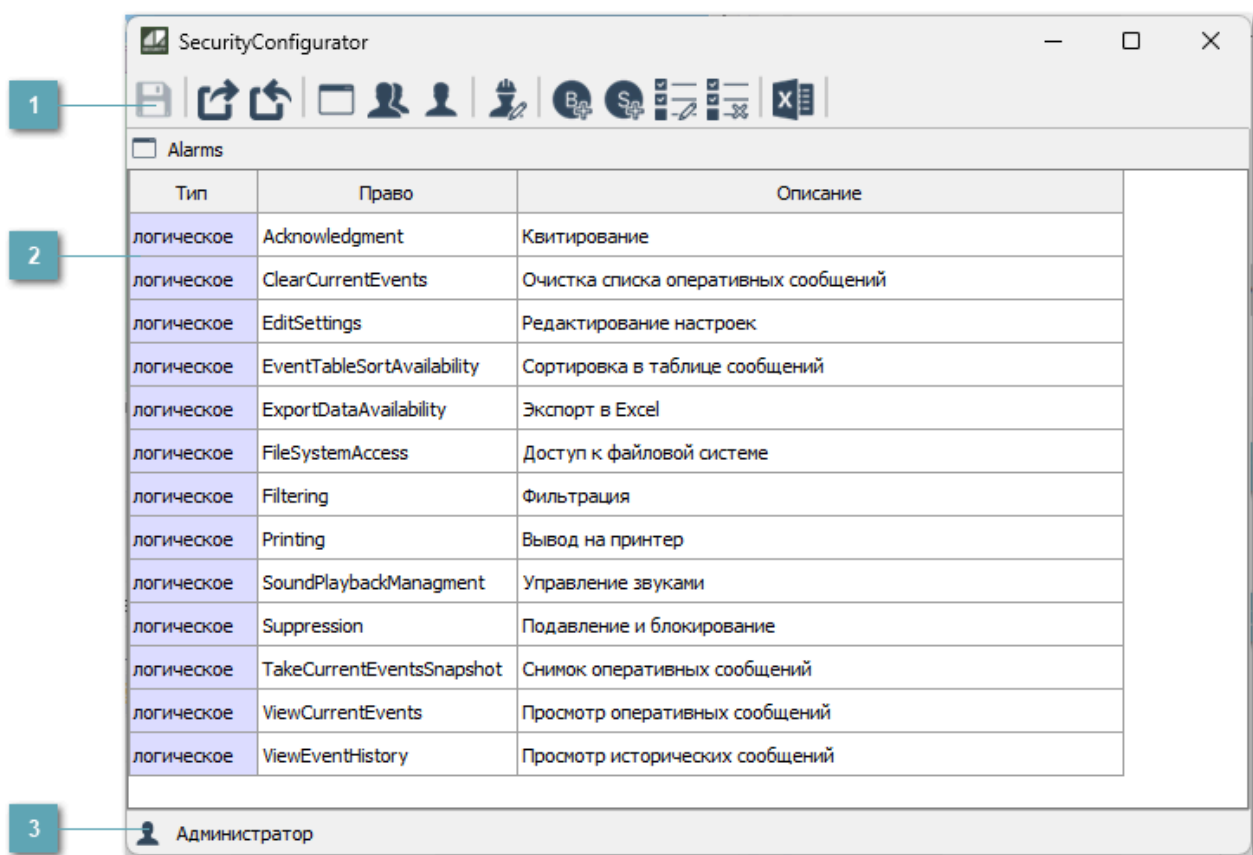 SecurityConfigurator
1
B S X
Alarms
Тип Право Описание
логическое Acknowledgment Квитирование
2
логическое ClearCurrentEvents Очистка списка оперативных сообщений
логическое EditSettings Редактирование настроек
логическое EventTableSortAvailability Сортировка в таблице сообщений
логическое ExportDataAvailability Экспорт в Excel
логическое FileSystemAccess Доступ к файловой системе
логическое Filtering Фильтрация
логическое Printing Вывод на принтер
логическое SoundPlaybackManagment Управление звуками
логическое Suppression Подавление и блокирование
логическое TakeCurrentEventsSnapshot Снимок оперативных сообщений
логическое ViewCurrentEvents Просмотр оперативных сообщений
логическое ViewEventHistory Просмотр исторических сообщений
3 Администратор